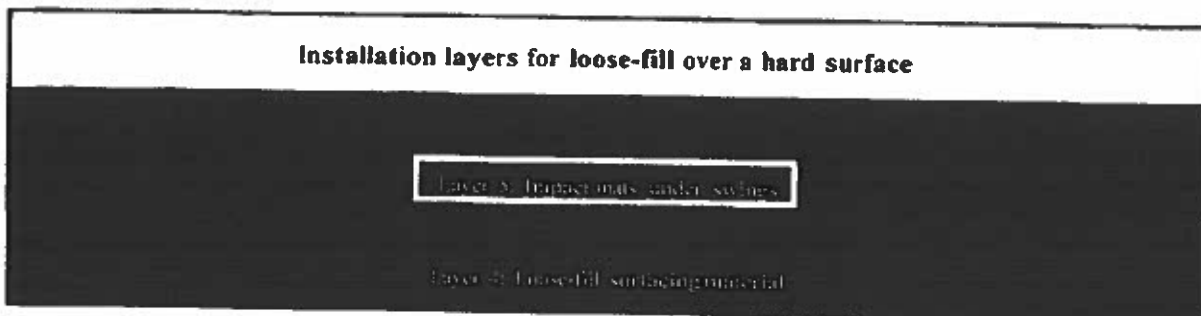 Installation layers for loose-fill over a hard surface
Layer 5: Impact mats under swings
Layer 4: Loose-fill surfacing material